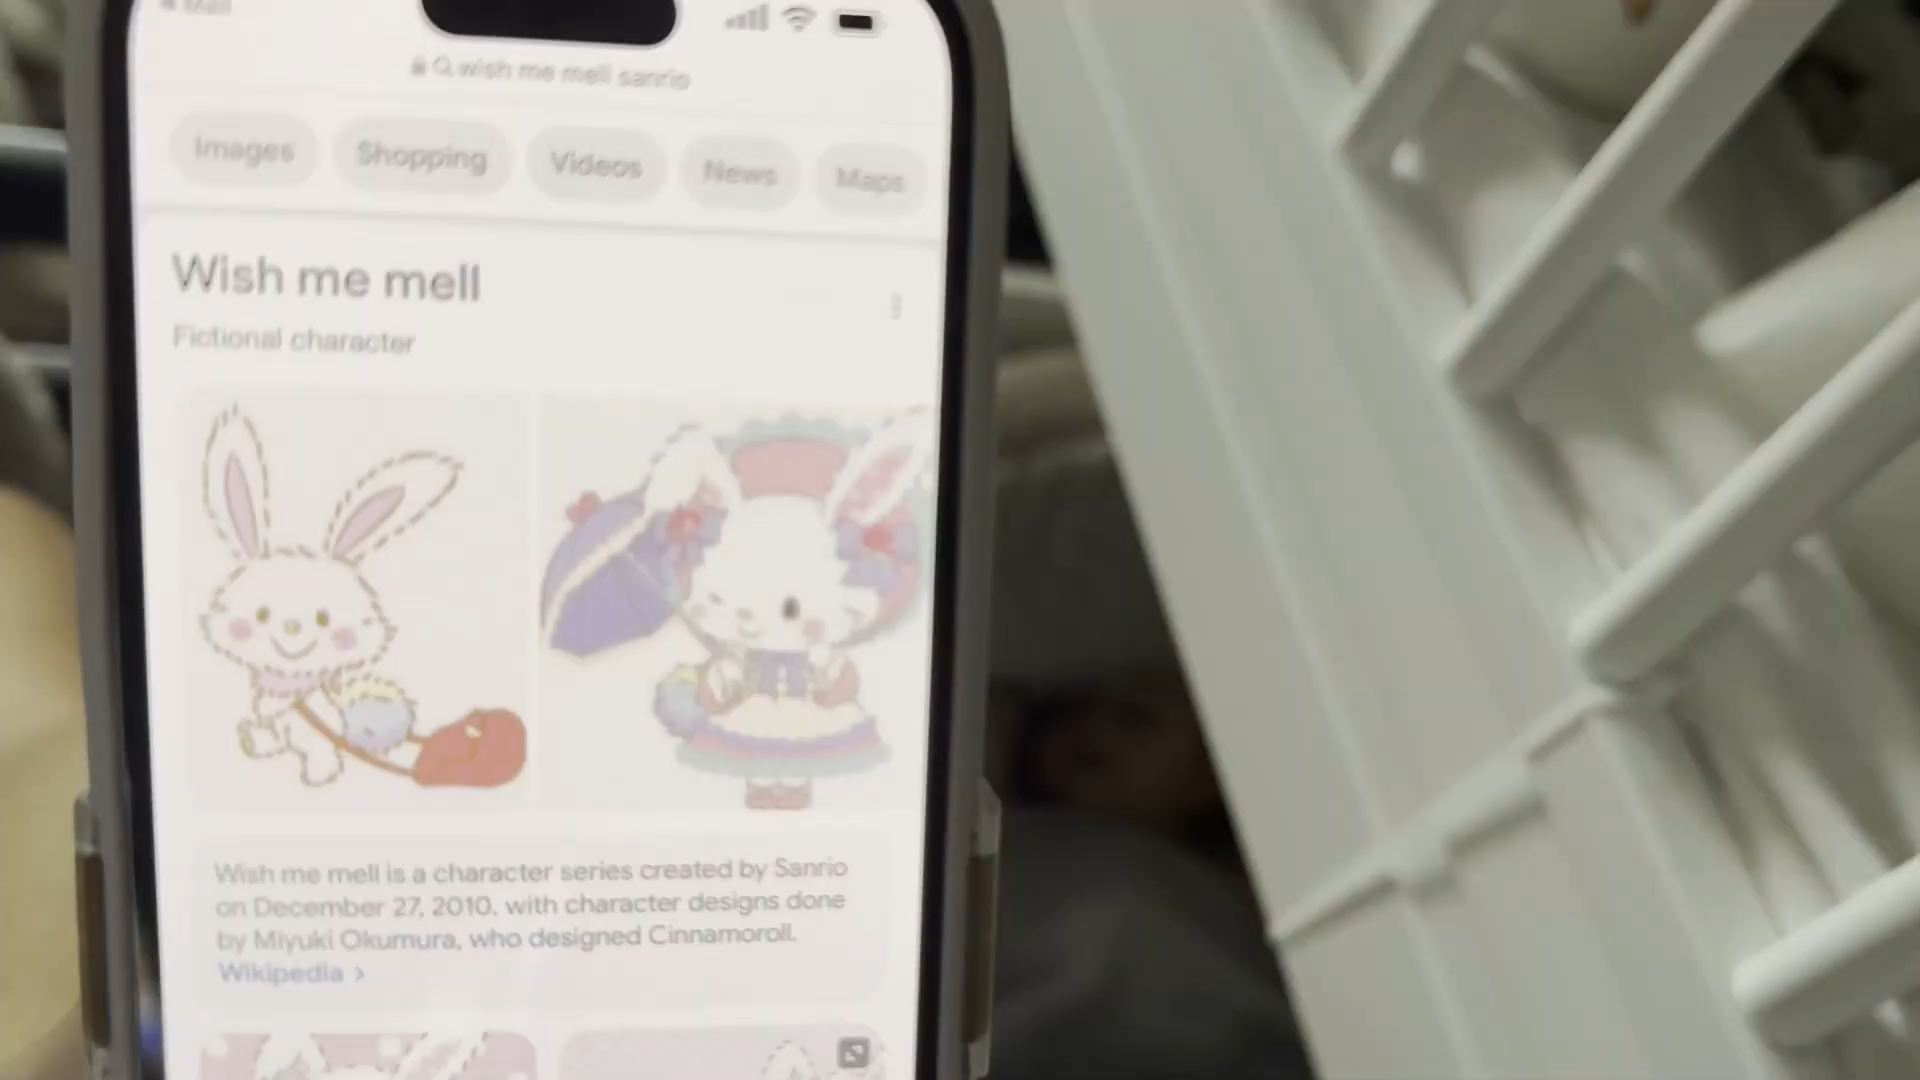 Mail
wish me mell sanrio
Images Shopping Videos News Maps
Wish me mell
Fictional character
Wish me mell is a character series created by Sanrio
on December 27, 2010, with character designs done
by Miyuki Okumura, who designed Cinnamoroll.
Wikipedia >